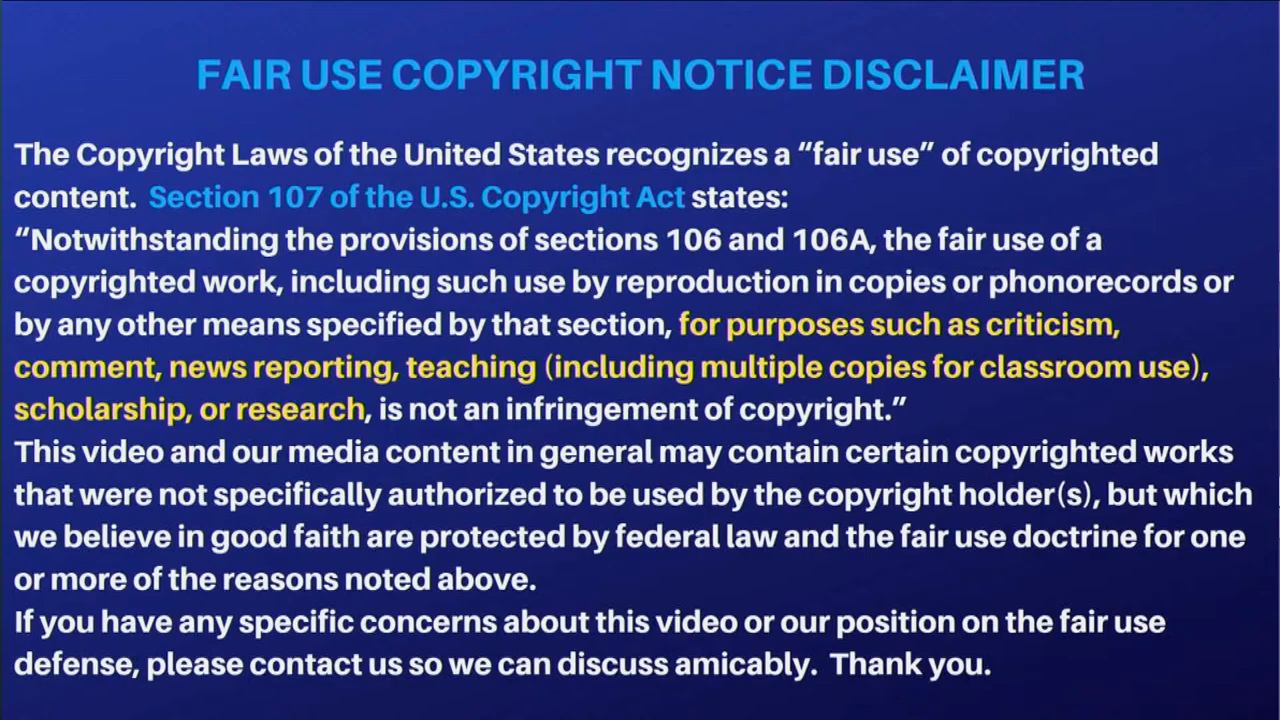 FAIR USE COPYRIGHT NOTICE DISCLAIMER
The Copyright Laws of the United States recognizes a “fair use” of copyrighted
content.  Section 107 of the U.S. Copyright Act states:
“Notwithstanding the provisions of sections 106 and 106A, the fair use of a
copyrighted work, including such use by reproduction in copies or phonorecords or
by any other means specified by that section, for purposes such as criticism,
comment, news reporting, teaching (including multiple copies for classroom use),
scholarship, or research, is not an infringement of copyright.”
This video and our media content in general may contain certain copyrighted works
that were not specifically authorized to be used by the copyright holder(s), but which
we believe in good faith are protected by federal law and the fair use doctrine for one
or more of the reasons noted above.
If you have any specific concerns about this video or our position on the fair use
defense, please contact us so we can discuss amicably.  Thank you.